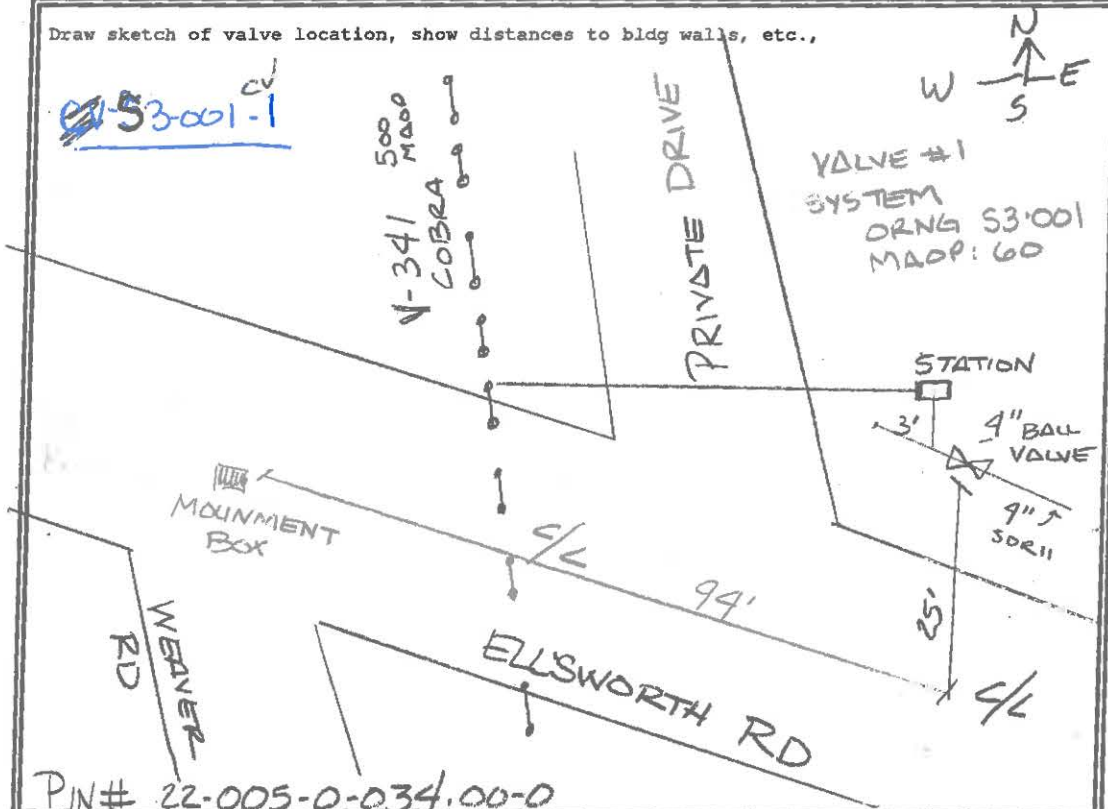 Draw sketch of valve location, show distances to bldg walls, etc.,
N
W E
S
CV
53-001-1
V-341 500
COBRA MAOP
PRIVATE DRIVE
VALVE #1
SYSTEM
ORNG S3·001
MAOP: 60
STATION
3'
4" BALL
VALVE
4"
SDR11
25'
MOUNMENT
BOX
C/L
94'
C/L
ELLSWORTH RD
WEAVER
RD
PIN# 22-005-0-034.00-0